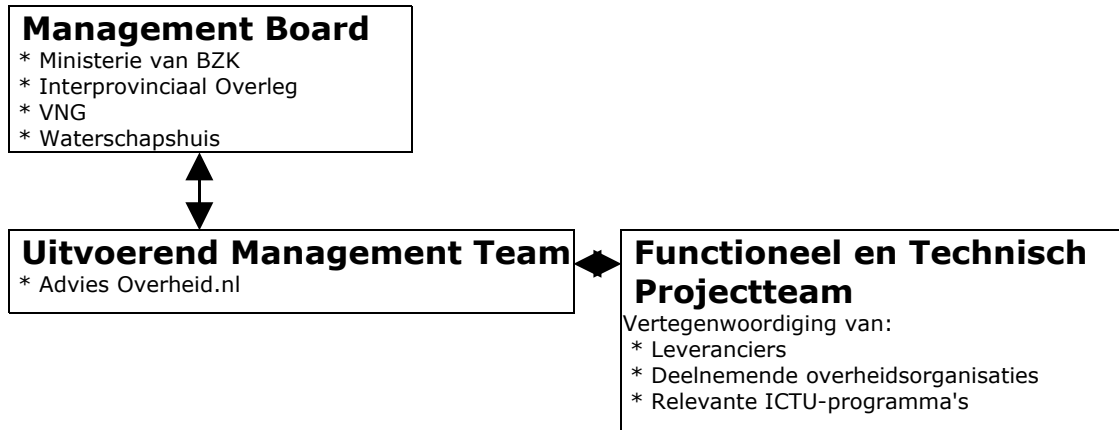 Management Board
* Ministerie van BZK
* Interprovinciaal Overleg
* VNG
* Waterschapshuis
Uitvoerend Management Team
* Advies Overheid.nl
Functioneel en Technisch
Projectteam
Vertegenwoordiging van:
* Leveranciers
* Deelnemende overheidsorganisaties
* Relevante ICTU-programma's